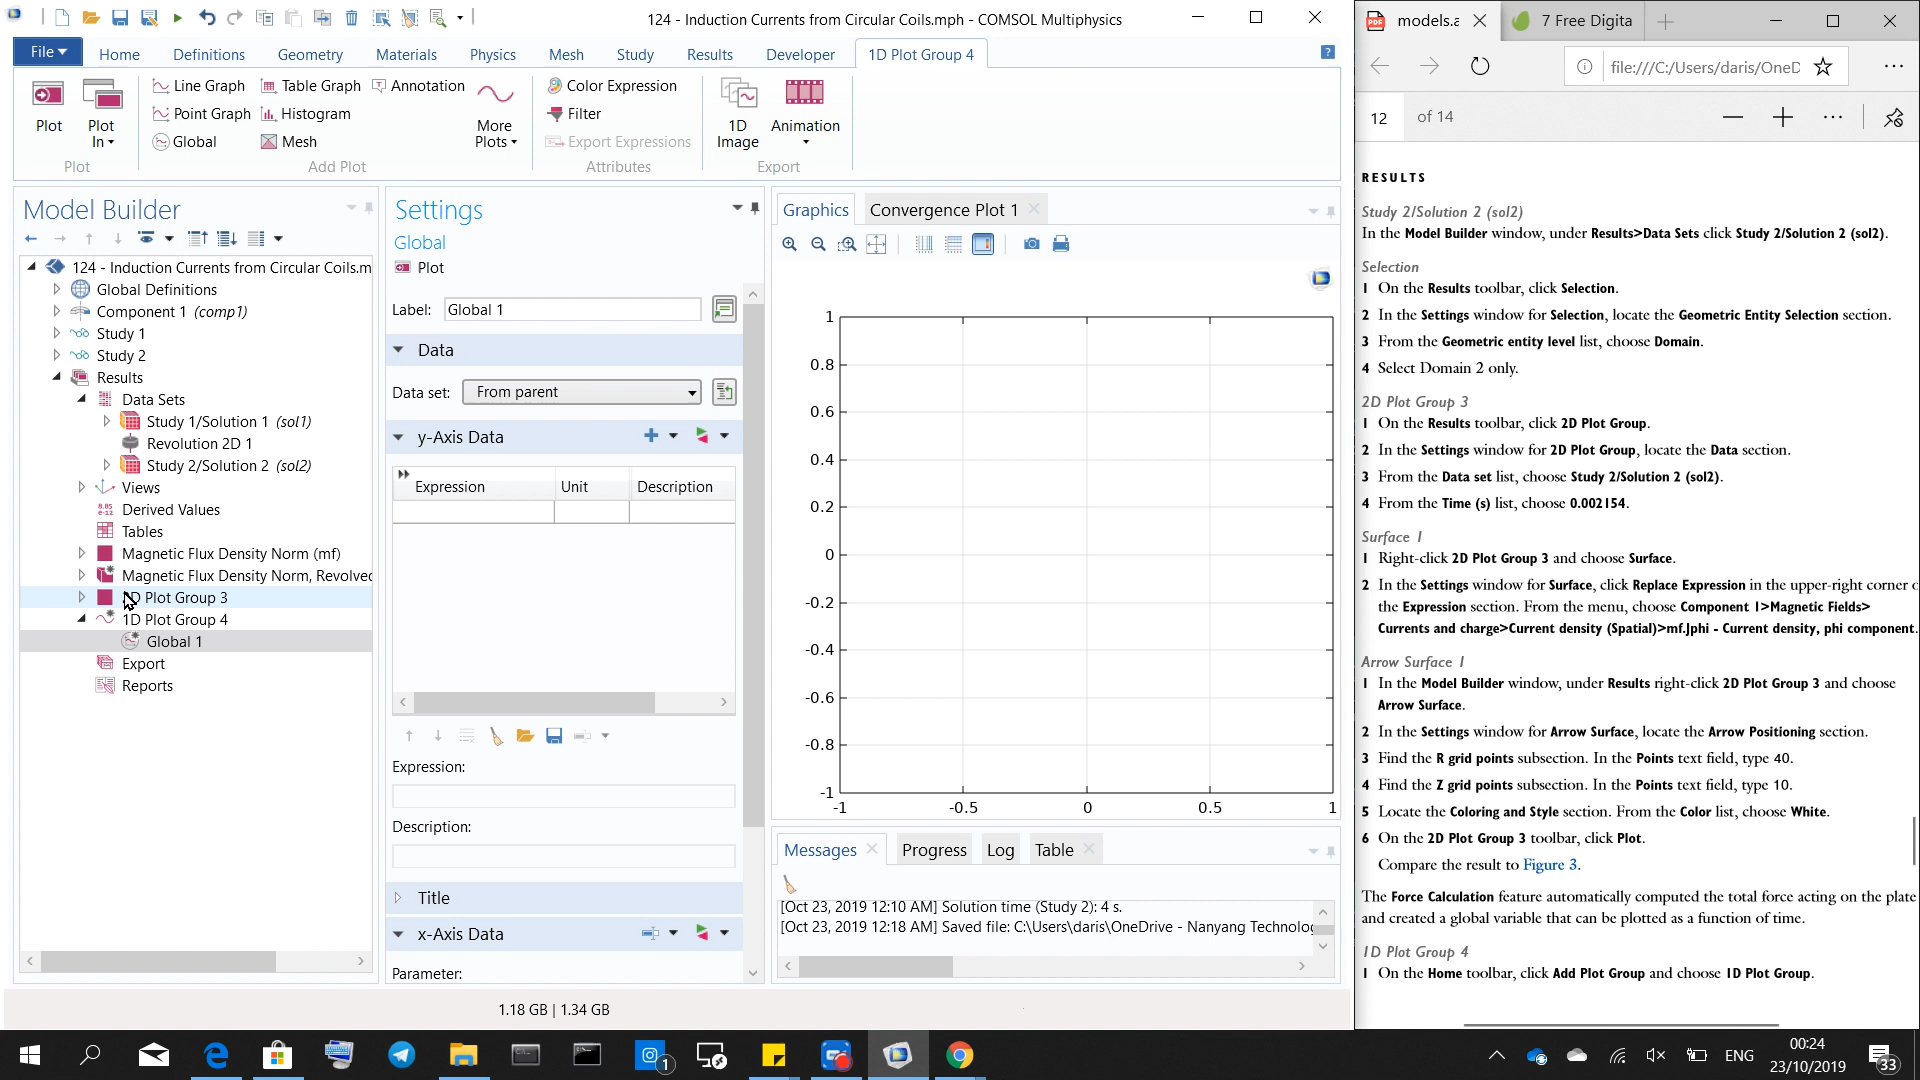 124 - Induction Currents from Circular Coils.mph - COMSOL Multiphysics
File
Home
Definitions
Geometry
Materials
Physics
Mesh
Study
Results
Developer
1D Plot Group 4
Plot
Plot In
Line Graph
Point Graph
Global
Table Graph
Histogram
Mesh
Annotation
More Plots
Color Expression
Filter
Export Expressions
1D Image
Animation
Plot
Add Plot
Attributes
Export
Model Builder
124 - Induction Currents from Circular Coils.m
Global Definitions
Component 1 (comp1)
Study 1
Study 2
Results
Data Sets
Study 1/Solution 1 (sol1)
Revolution 2D 1
Study 2/Solution 2 (sol2)
Views
8.85
e-12
Derived Values
Tables
Magnetic Flux Density Norm (mf)
Magnetic Flux Density Norm, Revolved
D Plot Group 3
1D Plot Group 4
Global 1
Export
Reports
Settings
Global
Plot
Label: Global 1
Data
Data set: From parent
y-Axis Data
Expression Unit Description
Expression:
Description:
Title
x-Axis Data
Parameter:
Graphics
Convergence Plot 1
1
0.8
0.6
0.4
0.2
0
-0.2
-0.4
-0.6
-0.8
-1
-1 -0.5 0 0.5 1
Messages
Progress
Log
Table
[Oct 23, 2019 12:10 AM] Solution time (Study 2): 4 s.
[Oct 23, 2019 12:18 AM] Saved file: C:\Users\daris\OneDrive - Nanyang Technolog
1.18 GB | 1.34 GB
PDF
models.a
7 Free Digita
file:///C:/Users/daris/OneD
12 of 14
RESULTS
Study 2/Solution 2 (sol2)
In the Model Builder window, under Results>Data Sets click Study 2/Solution 2 (sol2).
Selection
1 On the Results toolbar, click Selection.
2 In the Settings window for Selection, locate the Geometric Entity Selection section.
3 From the Geometric entity level list, choose Domain.
4 Select Domain 2 only.
2D Plot Group 3
1 On the Results toolbar, click 2D Plot Group.
2 In the Settings window for 2D Plot Group, locate the Data section.
3 From the Data set list, choose Study 2/Solution 2 (sol2).
4 From the Time (s) list, choose 0.002154.
Surface 1
1 Right-click 2D Plot Group 3 and choose Surface.
2 In the Settings window for Surface, click Replace Expression in the upper-right corner o
the Expression section. From the menu, choose Component 1>Magnetic Fields>
Currents and charge>Current density (Spatial)>mf.Jphi - Current density, phi component.
Arrow Surface 1
1 In the Model Builder window, under Results right-click 2D Plot Group 3 and choose
Arrow Surface.
2 In the Settings window for Arrow Surface, locate the Arrow Positioning section.
3 Find the R grid points subsection. In the Points text field, type 40.
4 Find the Z grid points subsection. In the Points text field, type 10.
5 Locate the Coloring and Style section. From the Color list, choose White.
6 On the 2D Plot Group 3 toolbar, click Plot.
Compare the result to Figure 3.
The Force Calculation feature automatically computed the total force acting on the plate
and created a global variable that can be plotted as a function of time.
1D Plot Group 4
1 On the Home toolbar, click Add Plot Group and choose 1D Plot Group.
1
ENG
00:24
23/10/2019
33